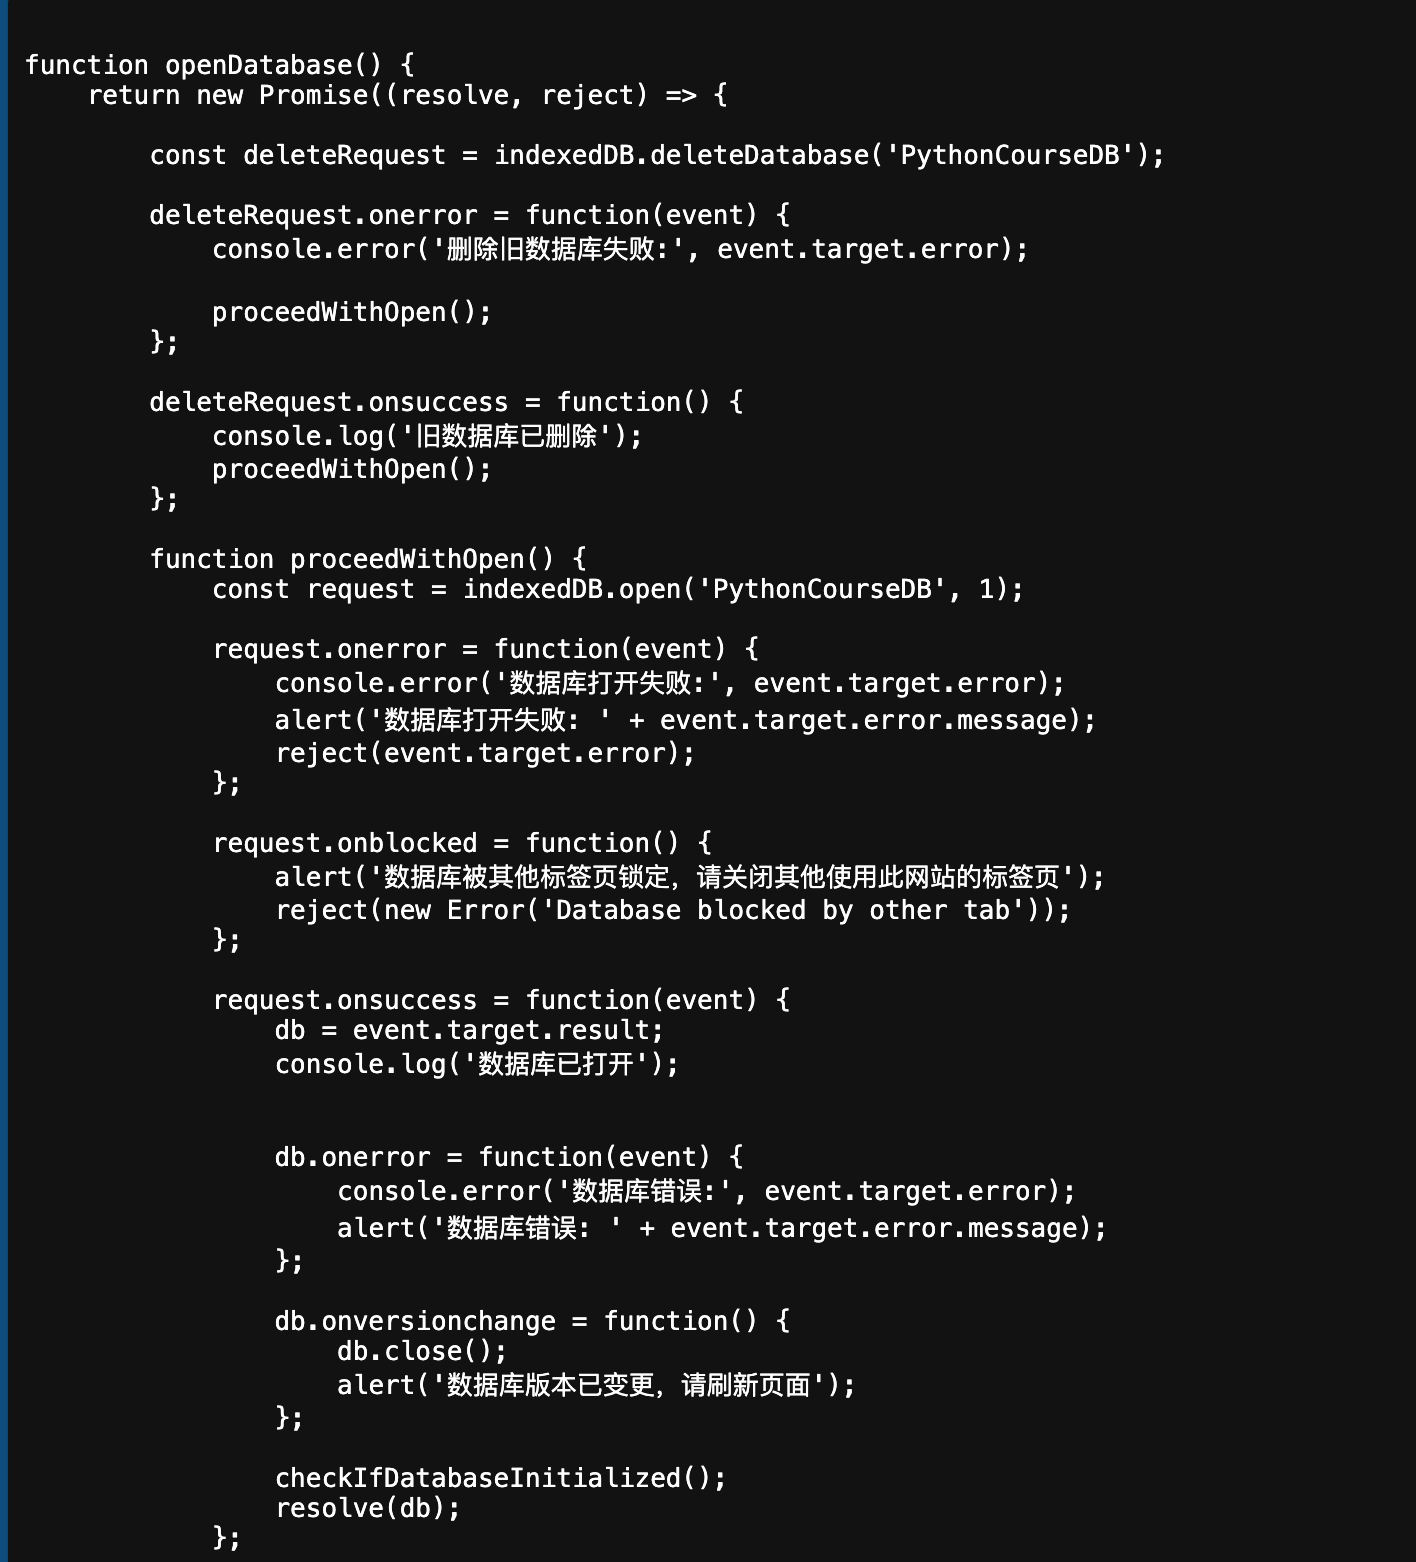 function openDatabase() {
    return new Promise((resolve, reject) => {
        const deleteRequest = indexedDB.deleteDatabase('PythonCourseDB');
        deleteRequest.onerror = function(event) {
            console.error('删除旧数据库失败:', event.target.error);
            proceedWithOpen();
        };
        deleteRequest.onsuccess = function() {
            console.log('旧数据库已删除');
            proceedWithOpen();
        };
        function proceedWithOpen() {
            const request = indexedDB.open('PythonCourseDB', 1);
            request.onerror = function(event) {
                console.error('数据库打开失败:', event.target.error);
                alert('数据库打开失败: ' + event.target.error.message);
                reject(event.target.error);
            };
            request.onblocked = function() {
                alert('数据库被其他标签页锁定，请关闭其他使用此网站的标签页');
                reject(new Error('Database blocked by other tab'));
            };
            request.onsuccess = function(event) {
                db = event.target.result;
                console.log('数据库已打开');
                db.onerror = function(event) {
                    console.error('数据库错误:', event.target.error);
                    alert('数据库错误: ' + event.target.error.message);
                };
                db.onversionchange = function() {
                    db.close();
                    alert('数据库版本已变更，请刷新页面');
                };
                checkIfDatabaseInitialized();
                resolve(db);
            };